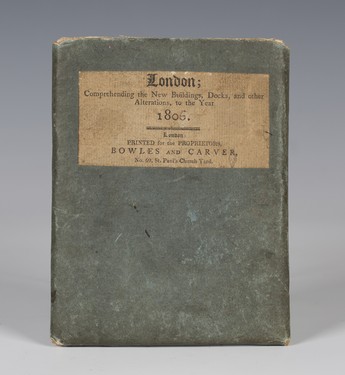 London;
Comprehending the New Buildings, Docks, and other
Alterations, to the Year
1806.
London:
PRINTED for the PROPRIETORS,
BOWLES AND CARVER,
No. 69, St. Paul's Church Yard.